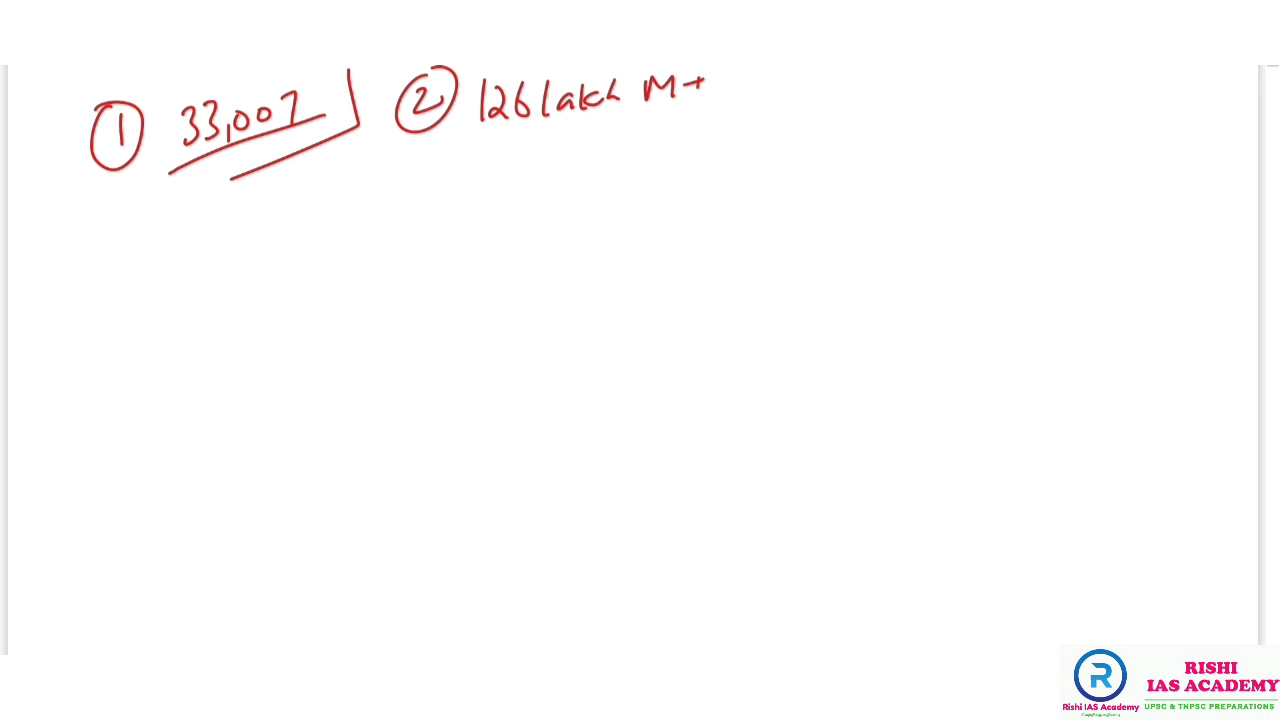 ① 33,007 ② 126 lakh Mt
R RISHI
IAS ACADEMY
Rishi IAS Academy UPSC & TNPSC PREPARATIONS